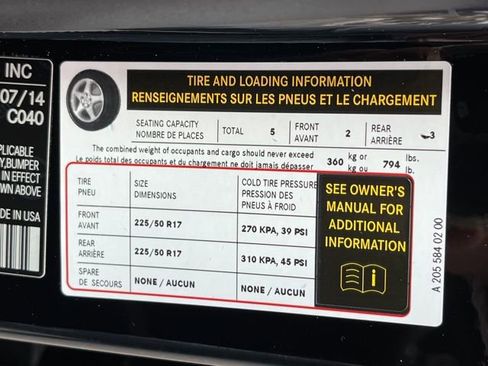 INC
07/14
C040
PLICABLE
Y,BUMPER
IN EFFECT
WN ABOVE
DE IN USA
TIRE AND LOADING INFORMATION
RENSEIGNEMENTS SUR LES PNEUS ET LE CHARGEMENT
SEATING CAPACITY
NOMBRE DE PLACES
TOTAL 5
FRONT
AVANT 2
REAR
ARRIÈRE 3
The combined weight of occupants and cargo should never exceed
Le poids total des occupants et du chargement ne doit jamais dépasser
360 kg or
kg ou
794 lbs.
lb.
TIRE
PNEU
SIZE
DIMENSIONS
COLD TIRE PRESSURE
PRESSION DES
PNEUS À FROID
FRONT
AVANT
225/50 R17
270 KPA, 39 PSI
REAR
ARRIÈRE
225/50 R17
310 KPA, 45 PSI
SPARE
DE SECOURS
NONE / AUCUN
NONE / AUCUN
SEE OWNER'S
MANUAL FOR
ADDITIONAL
INFORMATION
A 205 584 02 00